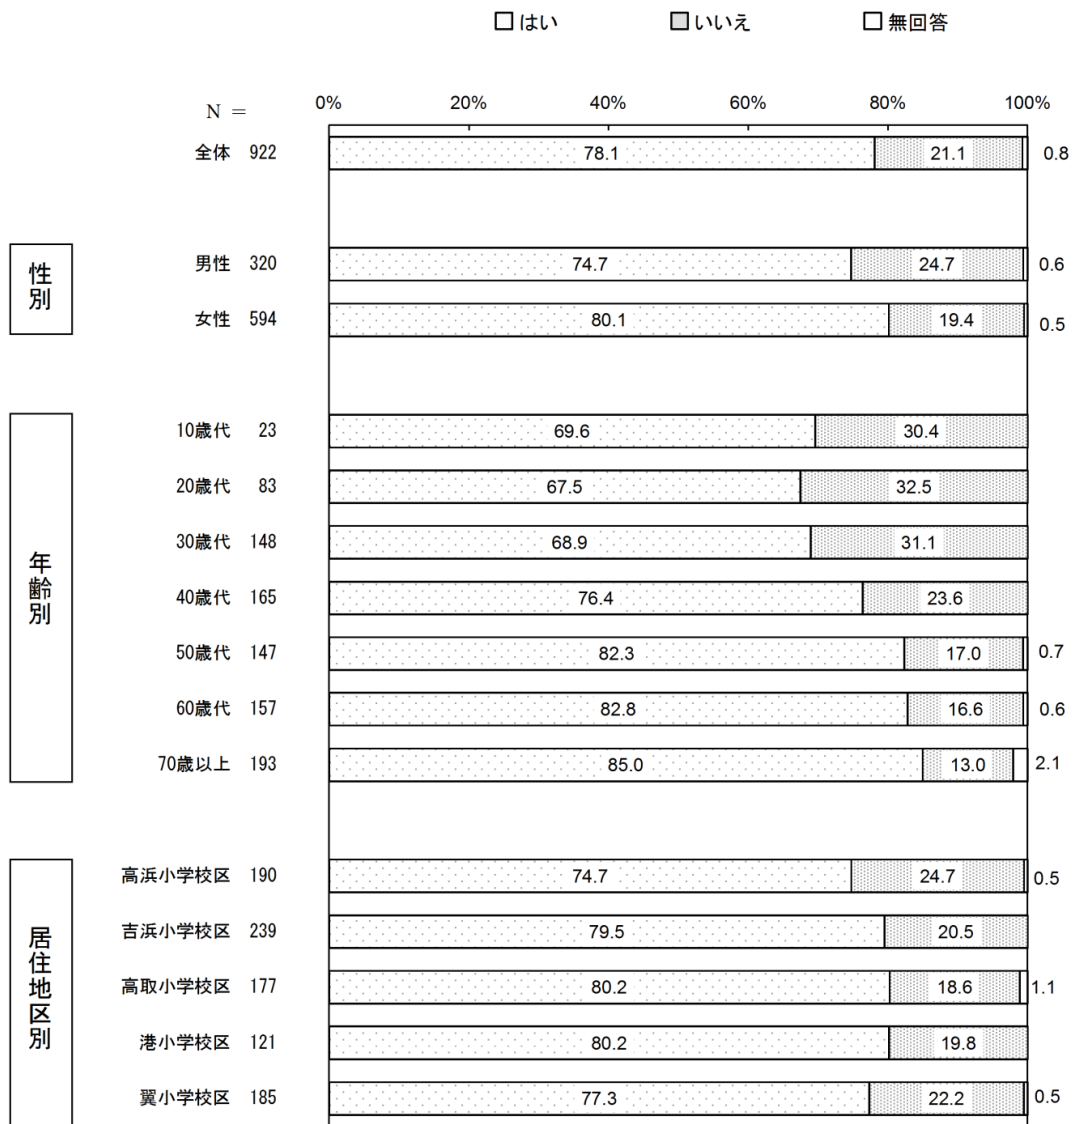 はい いいえ 無回答
N =
0% 20% 40% 60% 80% 100%
全体 922 78.1 21.1 0.8
性別
男性 320 74.7 24.7 0.6
女性 594 80.1 19.4 0.5
年齢別
10歳代 23 69.6 30.4
20歳代 83 67.5 32.5
30歳代 148 68.9 31.1
40歳代 165 76.4 23.6
50歳代 147 82.3 17.0 0.7
60歳代 157 82.8 16.6 0.6
70歳以上 193 85.0 13.0 2.1
居住地区別
高浜小学校区 190 74.7 24.7 0.5
吉浜小学校区 239 79.5 20.5
高取小学校区 177 80.2 18.6 1.1
港小学校区 121 80.2 19.8
翼小学校区 185 77.3 22.2 0.5